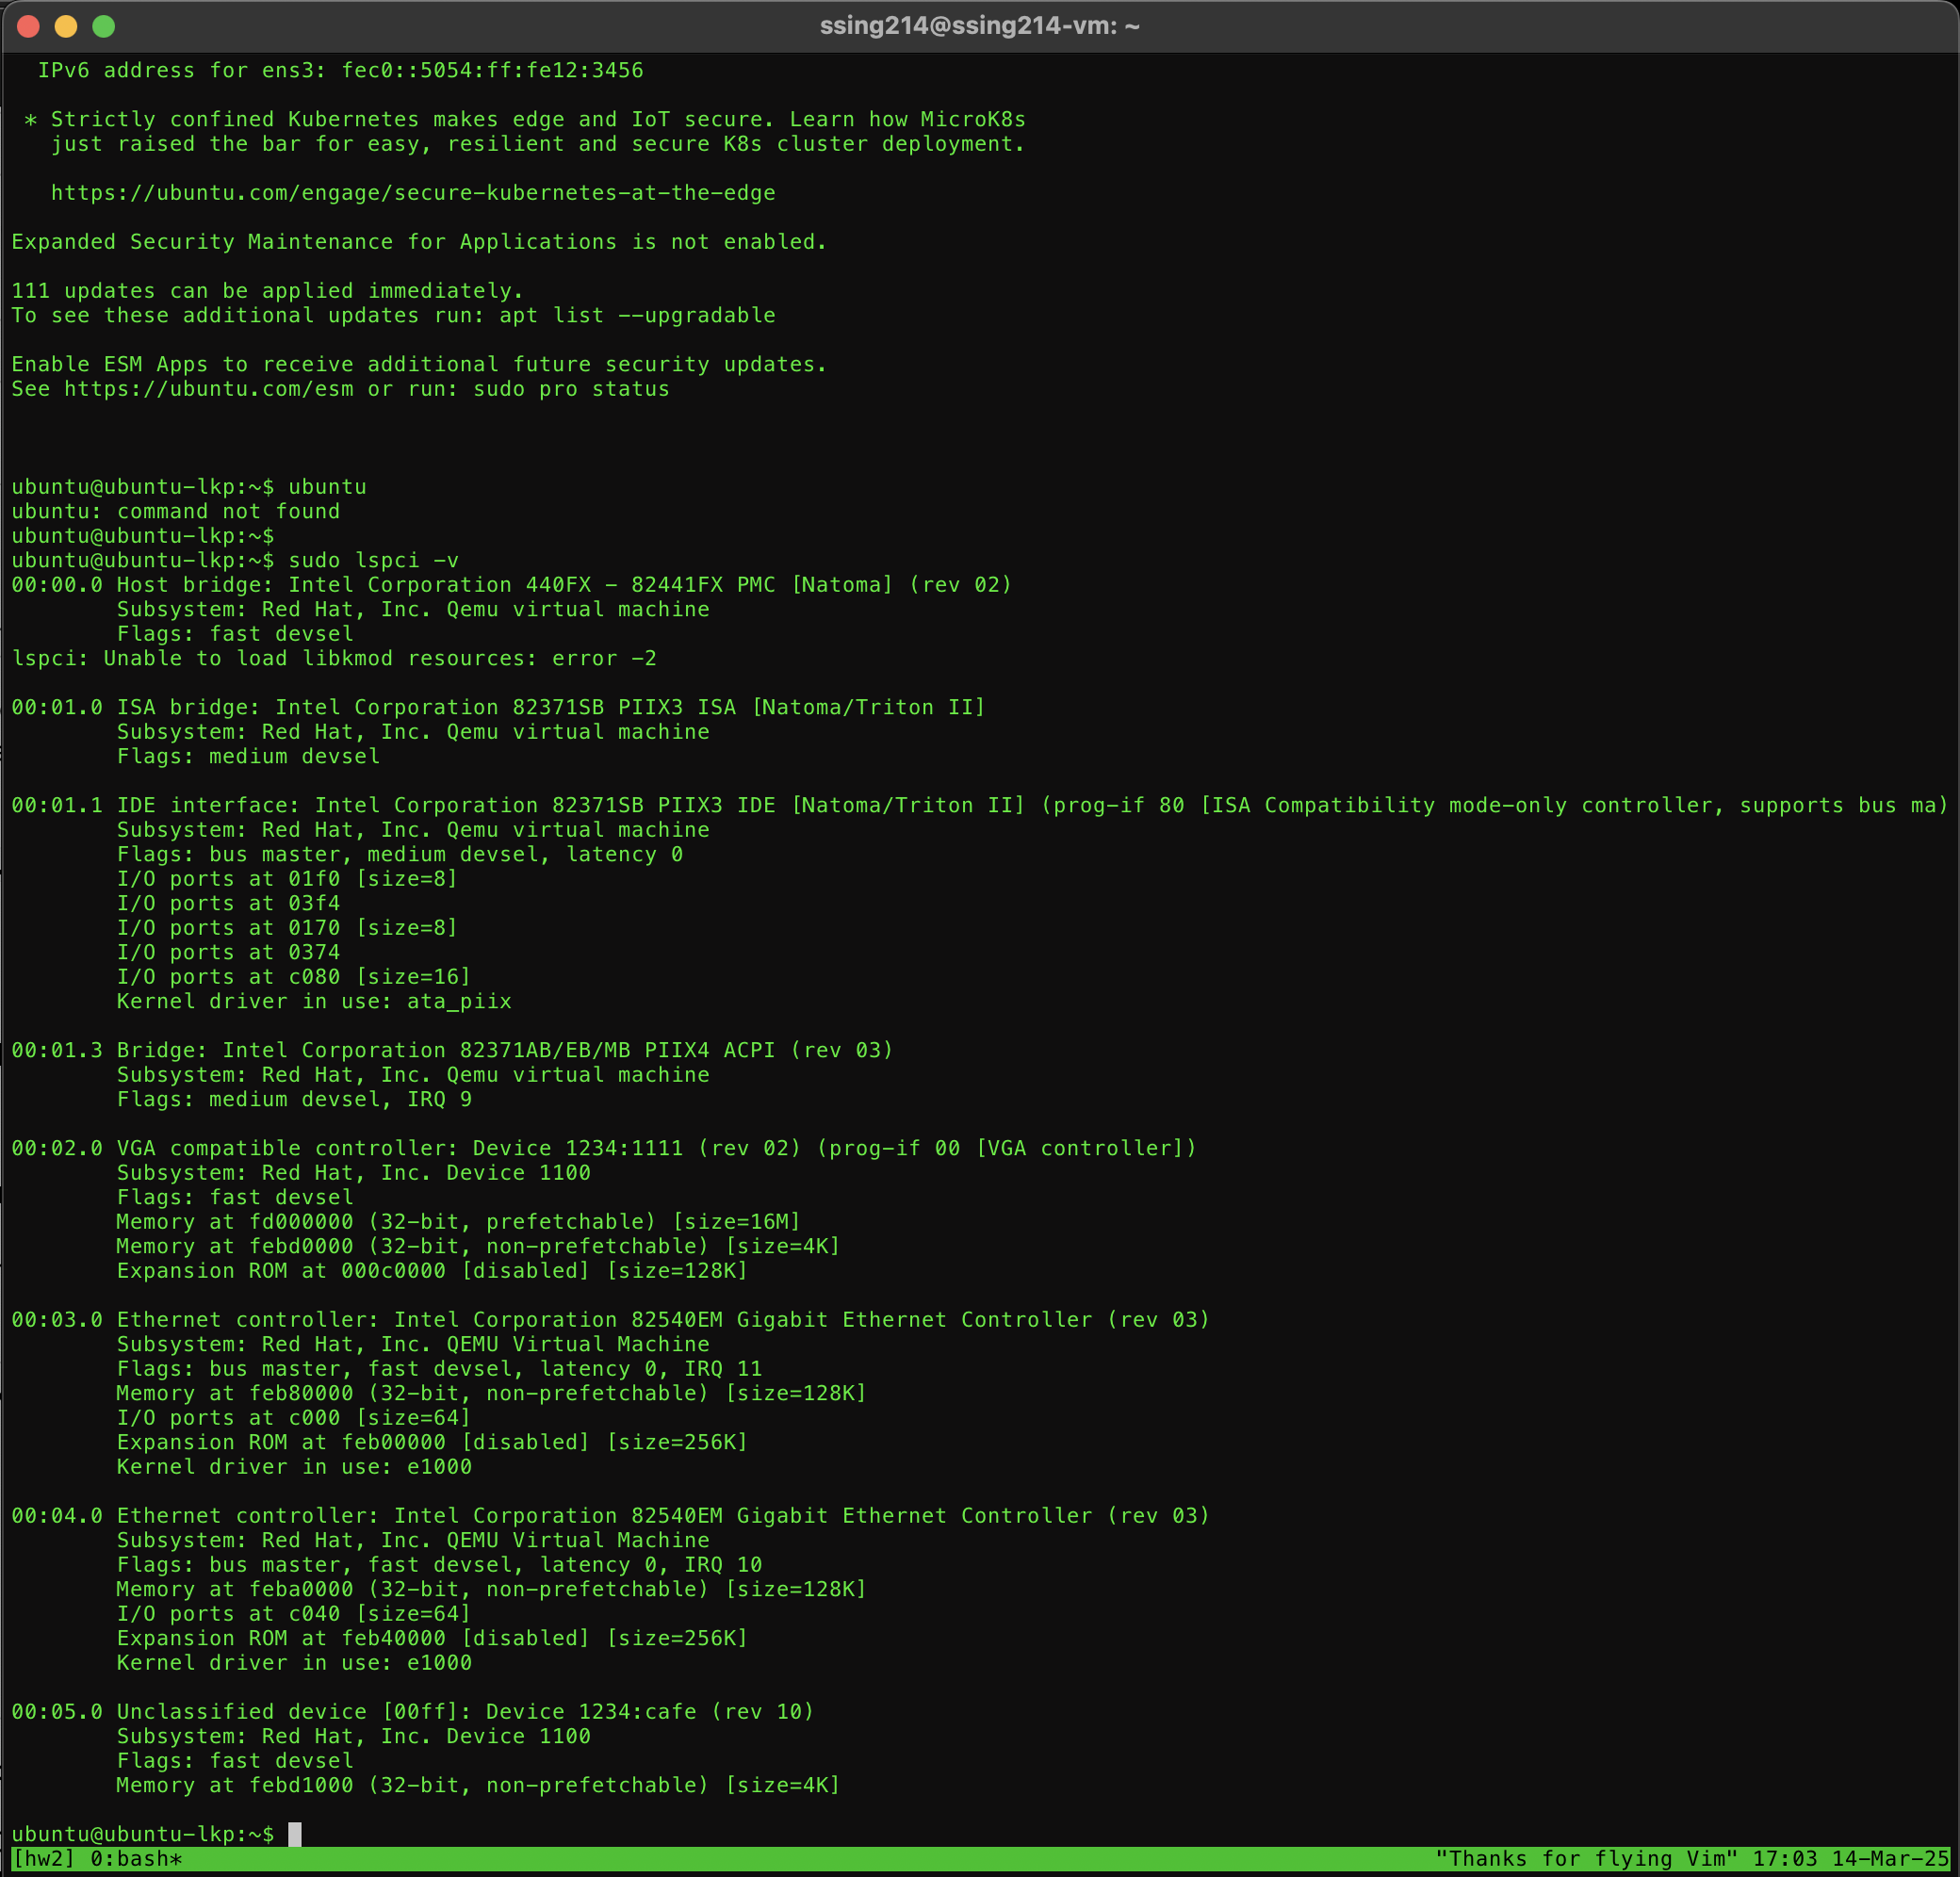 ssing214@ssing214-vm: ~
  IPv6 address for ens3: fec0::5054:ff:fe12:3456
 * Strictly confined Kubernetes makes edge and IoT secure. Learn how MicroK8s
   just raised the bar for easy, resilient and secure K8s cluster deployment.
   https://ubuntu.com/engage/secure-kubernetes-at-the-edge
Expanded Security Maintenance for Applications is not enabled.
111 updates can be applied immediately.
To see these additional updates run: apt list --upgradable
Enable ESM Apps to receive additional future security updates.
See https://ubuntu.com/esm or run: sudo pro status
ubuntu@ubuntu-lkp:~$ ubuntu
ubuntu: command not found
ubuntu@ubuntu-lkp:~$
ubuntu@ubuntu-lkp:~$ sudo lspci -v
00:00.0 Host bridge: Intel Corporation 440FX - 82441FX PMC [Natoma] (rev 02)
        Subsystem: Red Hat, Inc. Qemu virtual machine
        Flags: fast devsel
lspci: Unable to load libkmod resources: error -2
00:01.0 ISA bridge: Intel Corporation 82371SB PIIX3 ISA [Natoma/Triton II]
        Subsystem: Red Hat, Inc. Qemu virtual machine
        Flags: medium devsel
00:01.1 IDE interface: Intel Corporation 82371SB PIIX3 IDE [Natoma/Triton II] (prog-if 80 [ISA Compatibility mode-only controller, supports bus ma)
        Subsystem: Red Hat, Inc. Qemu virtual machine
        Flags: bus master, medium devsel, latency 0
        I/O ports at 01f0 [size=8]
        I/O ports at 03f4
        I/O ports at 0170 [size=8]
        I/O ports at 0374
        I/O ports at c080 [size=16]
        Kernel driver in use: ata_piix
00:01.3 Bridge: Intel Corporation 82371AB/EB/MB PIIX4 ACPI (rev 03)
        Subsystem: Red Hat, Inc. Qemu virtual machine
        Flags: medium devsel, IRQ 9
00:02.0 VGA compatible controller: Device 1234:1111 (rev 02) (prog-if 00 [VGA controller])
        Subsystem: Red Hat, Inc. Device 1100
        Flags: fast devsel
        Memory at fd000000 (32-bit, prefetchable) [size=16M]
        Memory at febd0000 (32-bit, non-prefetchable) [size=4K]
        Expansion ROM at 000c0000 [disabled] [size=128K]
00:03.0 Ethernet controller: Intel Corporation 82540EM Gigabit Ethernet Controller (rev 03)
        Subsystem: Red Hat, Inc. QEMU Virtual Machine
        Flags: bus master, fast devsel, latency 0, IRQ 11
        Memory at feb80000 (32-bit, non-prefetchable) [size=128K]
        I/O ports at c000 [size=64]
        Expansion ROM at feb00000 [disabled] [size=256K]
        Kernel driver in use: e1000
00:04.0 Ethernet controller: Intel Corporation 82540EM Gigabit Ethernet Controller (rev 03)
        Subsystem: Red Hat, Inc. QEMU Virtual Machine
        Flags: bus master, fast devsel, latency 0, IRQ 10
        Memory at feba0000 (32-bit, non-prefetchable) [size=128K]
        I/O ports at c040 [size=64]
        Expansion ROM at feb40000 [disabled] [size=256K]
        Kernel driver in use: e1000
00:05.0 Unclassified device [00ff]: Device 1234:cafe (rev 10)
        Subsystem: Red Hat, Inc. Device 1100
        Flags: fast devsel
        Memory at febd1000 (32-bit, non-prefetchable) [size=4K]
ubuntu@ubuntu-lkp:~$
[hw2] 0:bash* "Thanks for flying Vim" 17:03 14-Mar-25